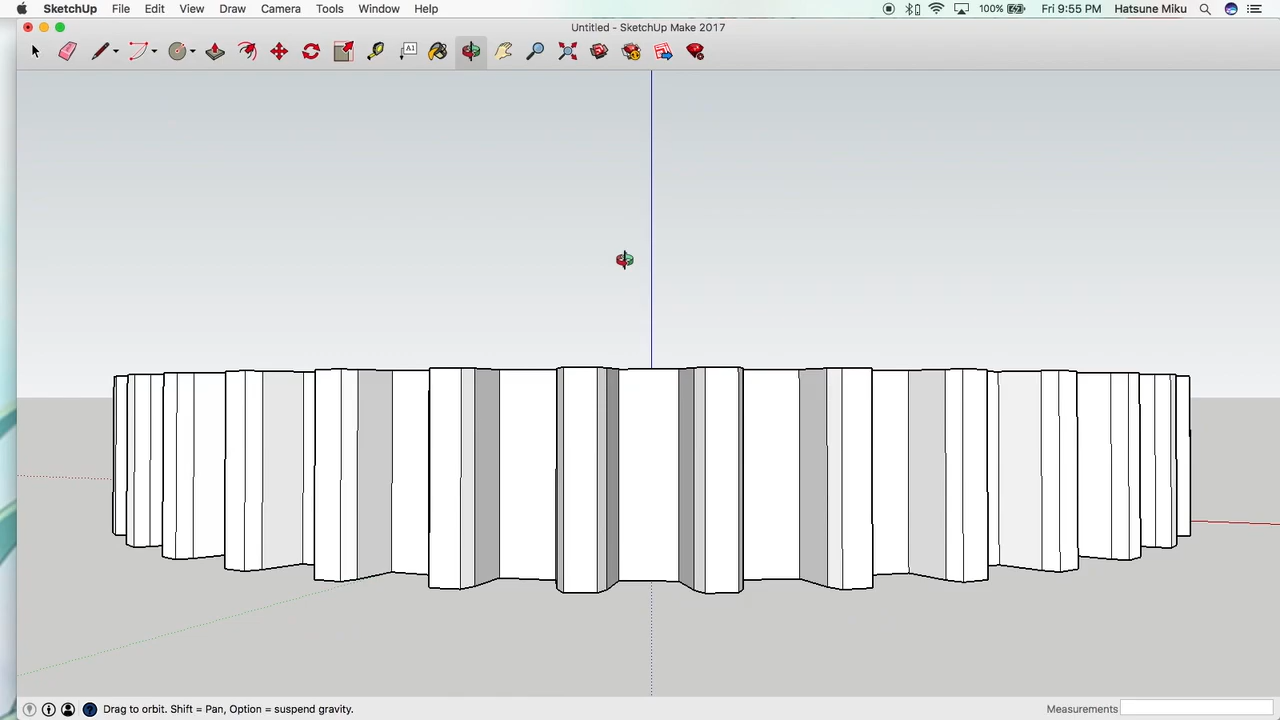 SketchUp File Edit View Draw Camera Tools Window Help 100% Fri 9:55 PM Hatsune Miku
Untitled - SketchUp Make 2017
A1
Drag to orbit. Shift = Pan, Option = suspend gravity. Measurements